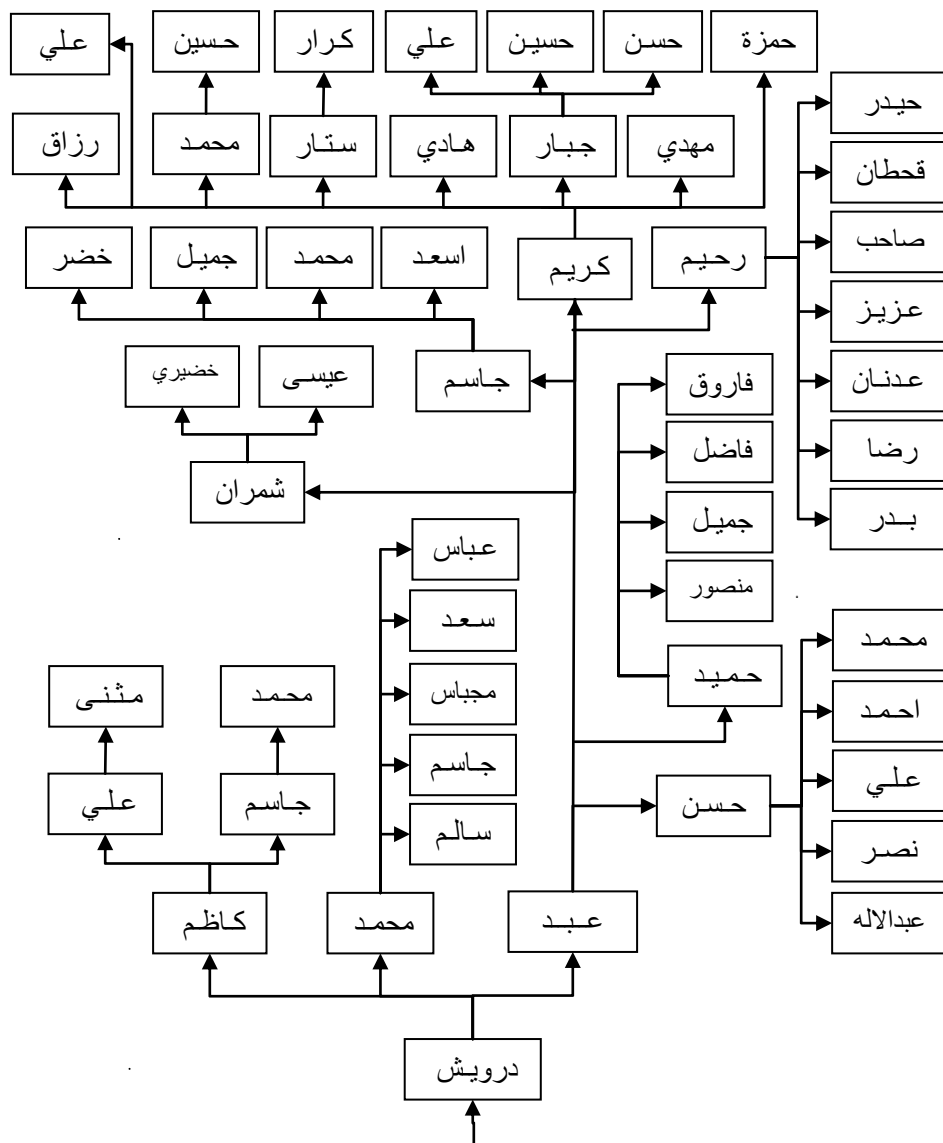 علي
حسين
كرار
علي
حسين
حسن
حمزة
حيدر
رزاق
محمد
ستار
هادي
جبار
مهدي
قحطان
خضر
جميل
محمد
اسعد
كريم
رحيم
صاحب
عزيز
خضيري
عيسى
جاسم
فاروق
عدنان
شمران
فاضل
رضا
جميل
بدر
عباس
منصور
سعد
محمد
مثنى
محمد
مجباس
حميد
احمد
علي
جاسم
جاسم
حسن
علي
سالم
نصر
كاظم
محمد
عبد
عبدالاله
درويش